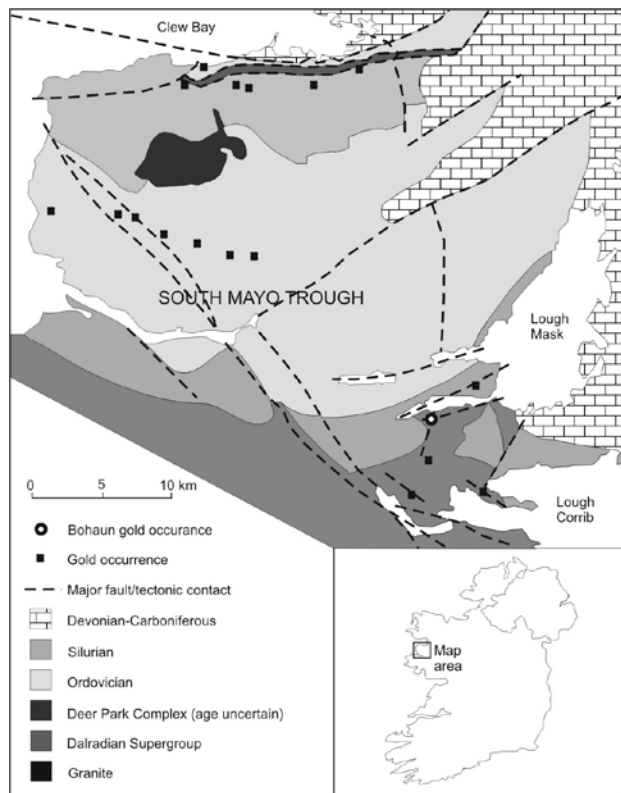 Clew Bay
SOUTH MAYO TROUGH
Lough
Mask
Lough
Corrib
0 5 10 km
Bohaun gold occurance
Gold occurrence
Major fault/tectonic contact
Devonian-Carboniferous
Silurian
Ordovician
Deer Park Complex (age uncertain)
Dalradian Supergroup
Granite
Map
area